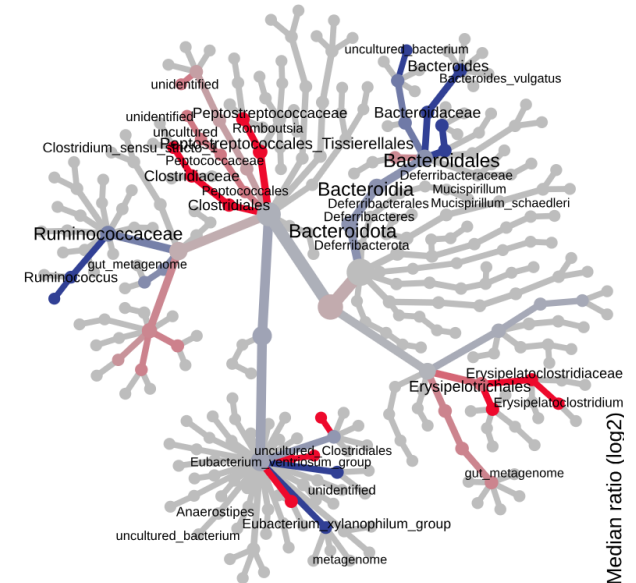 uncultured_bacterium
Bacteroides
Bacteroides_vulgatus
unidentified
Bacteroidaceae
unidentified
Peptostreptococcaceae
Romboutsia
uncultured
Peptostreptococcales_Tissierellales
Clostridium_sensu_stricto_1
Peptococcaceae
Bacteroidales
Clostridiaceae
Deferribacteraceae
Peptococcales
Bacteroidia
Mucispirillum
Clostridiales
Deferribacterales
Mucispirillum_schaedleri
Deferribacteres
Ruminococcaceae
Bacteroidota
Deferribacterota
gut_metagenome
Ruminococcus
Erysipelatoclostridiaceae
Erysipelotrichales
Erysipelatoclostridium
uncultured_Clostridiales
Eubacterium_ventriosum_group
gut_metagenome
unidentified
Anaerostipes
Eubacterium_xylanophilum_group
uncultured_bacterium
metagenome
Median ratio (log2)